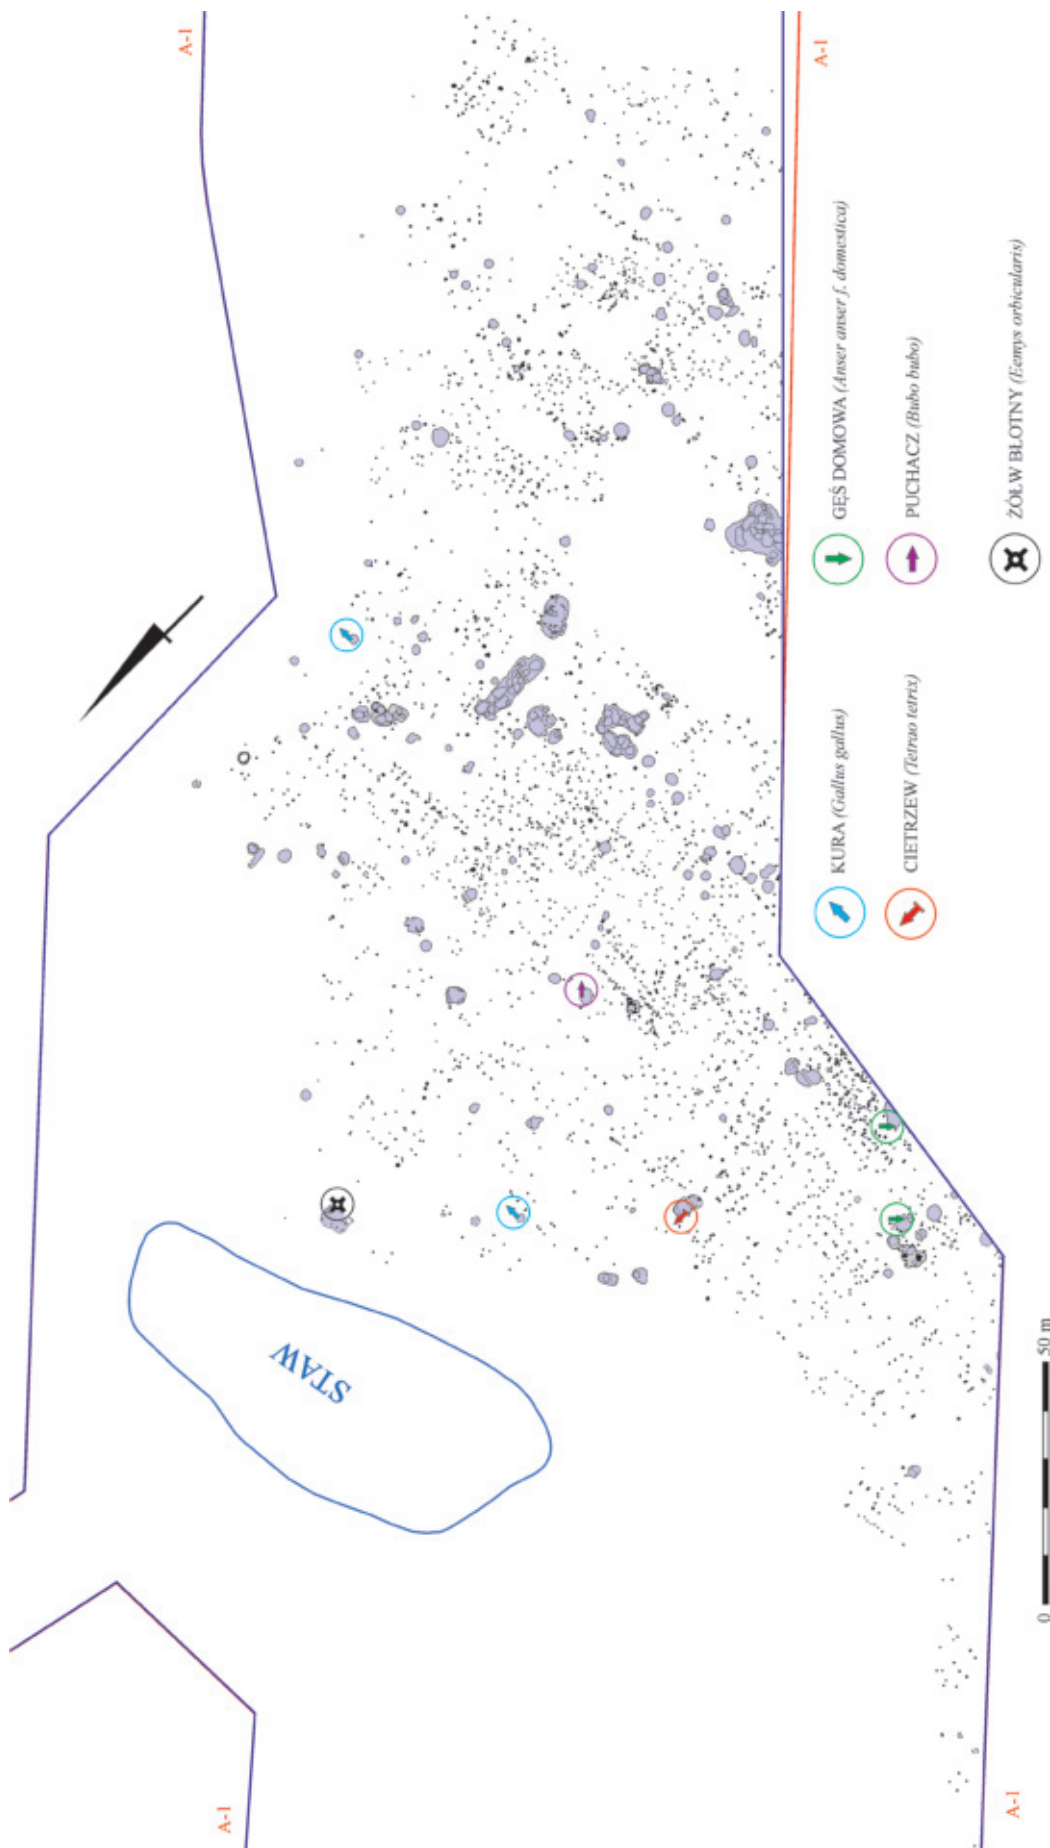 A-1
A-1
STAW
KURA (Gallus gallus)
GĘŚ DOMOWA (Anser anser f. domestica)
CIETRZEW (Tetrao tetrix)
PUCHACZ (Bubo bubo)
ŻÓŁW BŁOTNY (Eemys orbicularis)
A-1
A-1
0
50 m